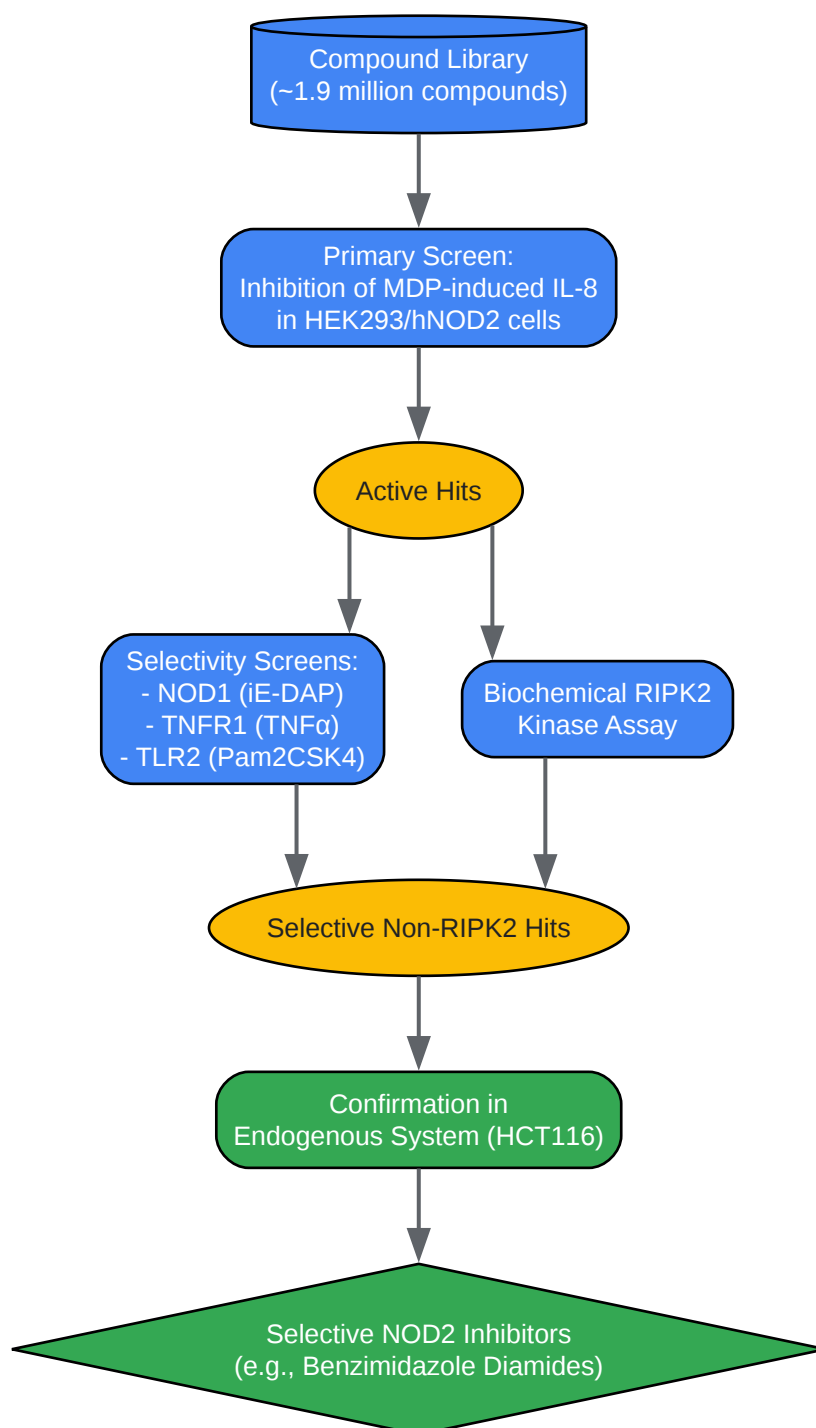 Compound Library
(~1.9 million compounds)
Primary Screen:
Inhibition of MDP-induced IL-8
in HEK293/hNOD2 cells
Active Hits
Selectivity Screens:
- NOD1 (iE-DAP)
- TNFR1 (TNFα)
- TLR2 (Pam2CSK4)
Biochemical RIPK2
Kinase Assay
Selective Non-RIPK2 Hits
Confirmation in
Endogenous System (HCT116)
Selective NOD2 Inhibitors
(e.g., Benzimidazole Diamides)